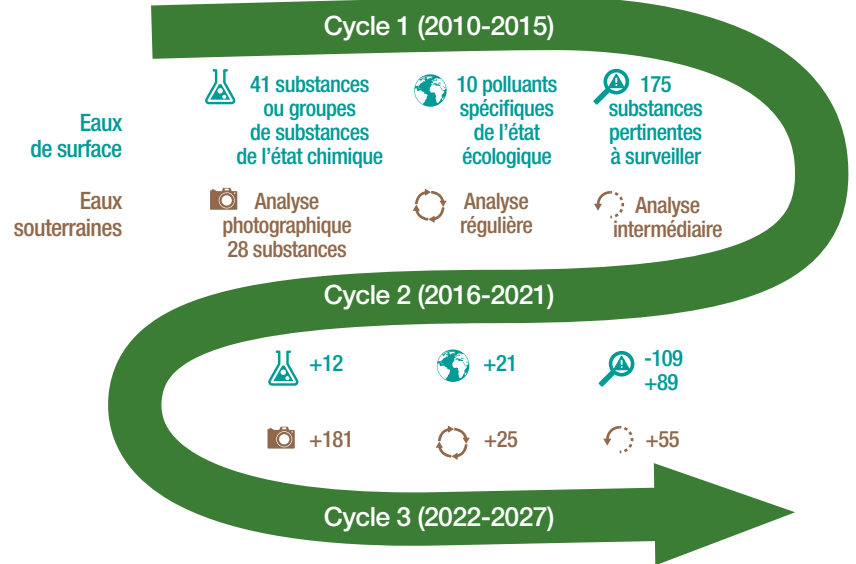 Cycle 1 (2010-2015)
Eaux
de surface
41 substances
ou groupes
de substances
de l'état chimique
10 polluants
spécifiques
de l'état
écologique
175
substances
pertinentes
à surveiller
Eaux
souterraines
Analyse
photographique
28 substances
Analyse
régulière
Analyse
intermédiaire
Cycle 2 (2016-2021)
+12
+21
-109
+89
+181
+25
+55
Cycle 3 (2022-2027)